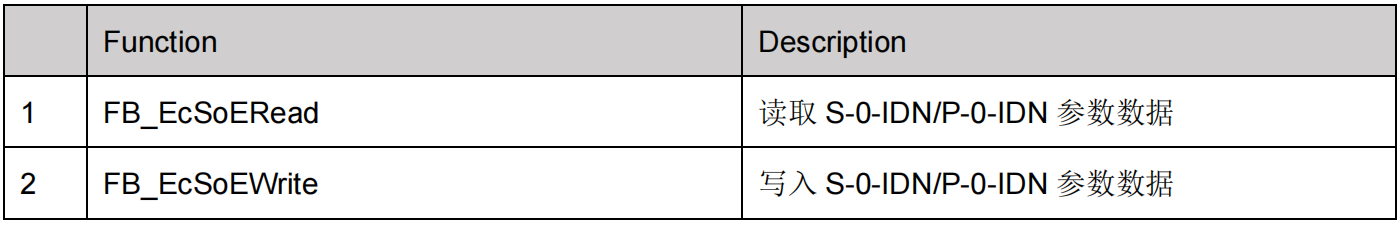 Function Description
1 FB_EcSoERead 读取 S-0-IDN/P-0-IDN 参数数据
2 FB_EcSoEWrite 写入 S-0-IDN/P-0-IDN 参数数据